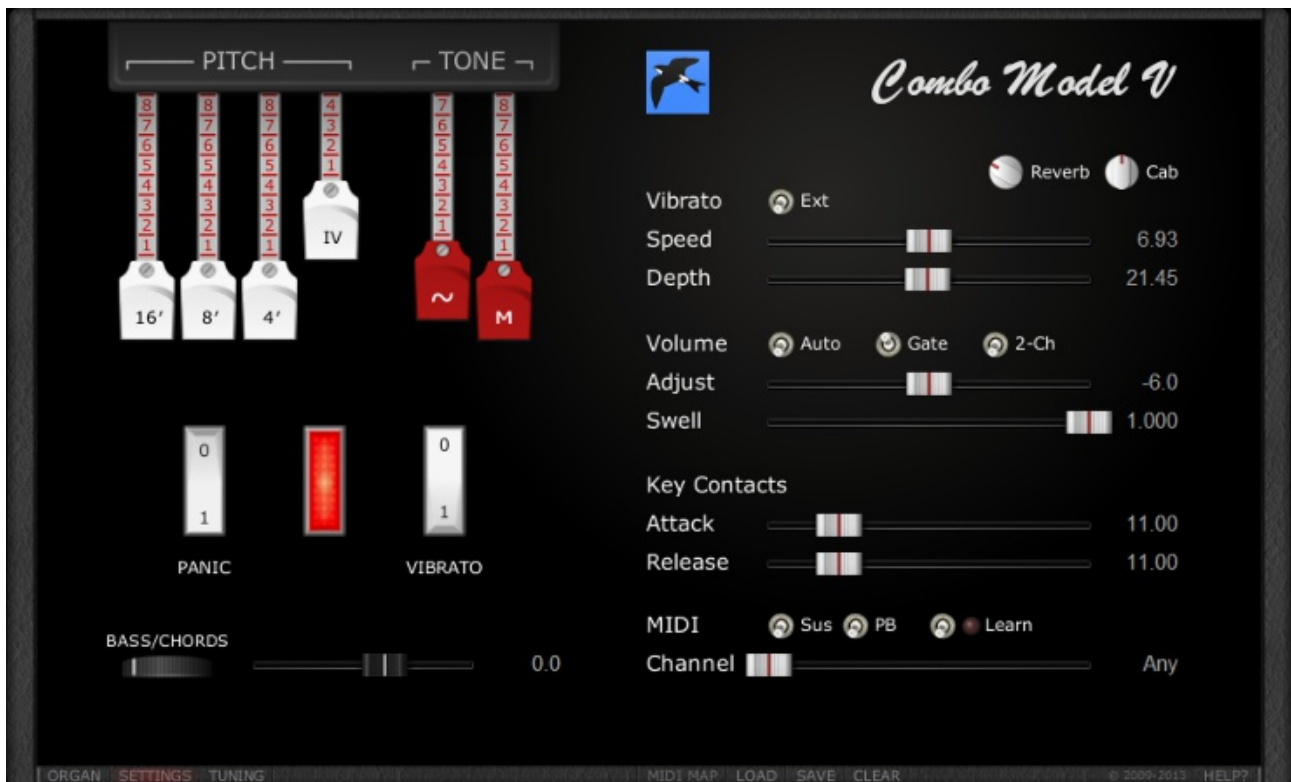 PITCH TONE
8 8 8 4 7 8
7 7 7 3 6 7
6 6 6 2 5 6
5 5 5 1 4 5
4 4 4 3 4
3 3 3 2 3
2 2 2 1 2
1 1 1 1
IV
16′ 8′ 4′ ~ M
Combo Model V
Reverb Cab
Vibrato Ext
Speed 6.93
Depth 21.45
Volume Auto Gate 2-Ch
Adjust -6.0
Swell 1.000
0 0
1 1
PANIC VIBRATO
Key Contacts
Attack 11.00
Release 11.00
BASS/CHORDS
0.0
MIDI Sus PB Learn
Channel Any
ORGAN SETTINGS TUNING MIDI MAP LOAD SAVE CLEAR © 2009-2013 HELP?